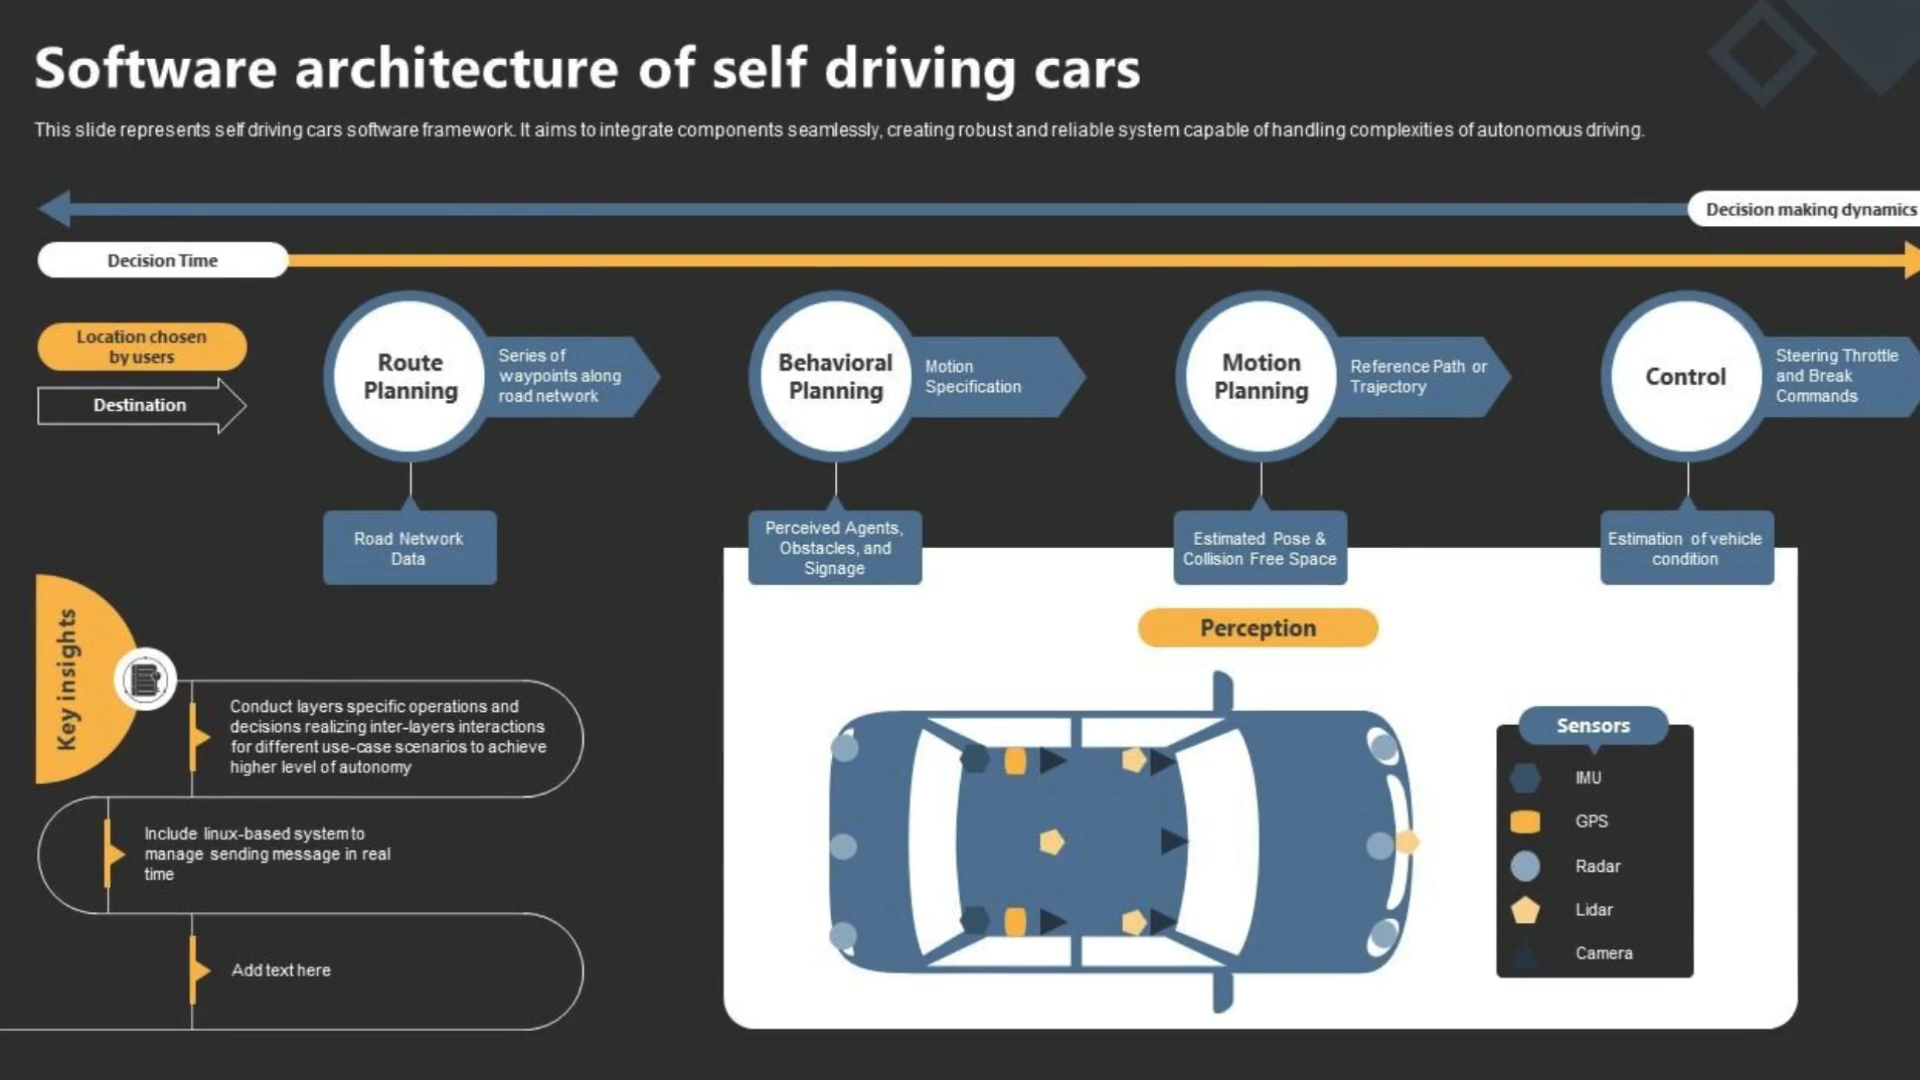 Software architecture of self driving cars
This slide represents self driving cars software framework. It aims to integrate components seamlessly, creating robust and reliable system capable of handling complexities of autonomous driving.
Decision making dynamics
Decision Time
Location chosen
by users
Destination
Route
Planning
Series of
waypoints along
road network
Behavioral
Planning
Motion
Specification
Motion
Planning
Reference Path or
Trajectory
Control
Steering Throttle
and Break
Commands
Road Network
Data
Perceived Agents,
Obstacles, and
Signage
Estimated Pose &
Collision Free Space
Estimation of vehicle
condition
Key insights
Conduct layers specific operations and
decisions realizing inter-layers interactions
for different use-case scenarios to achieve
higher level of autonomy
Include linux-based system to
manage sending message in real
time
Add text here
Perception
Sensors
IMU
GPS
Radar
Lidar
Camera